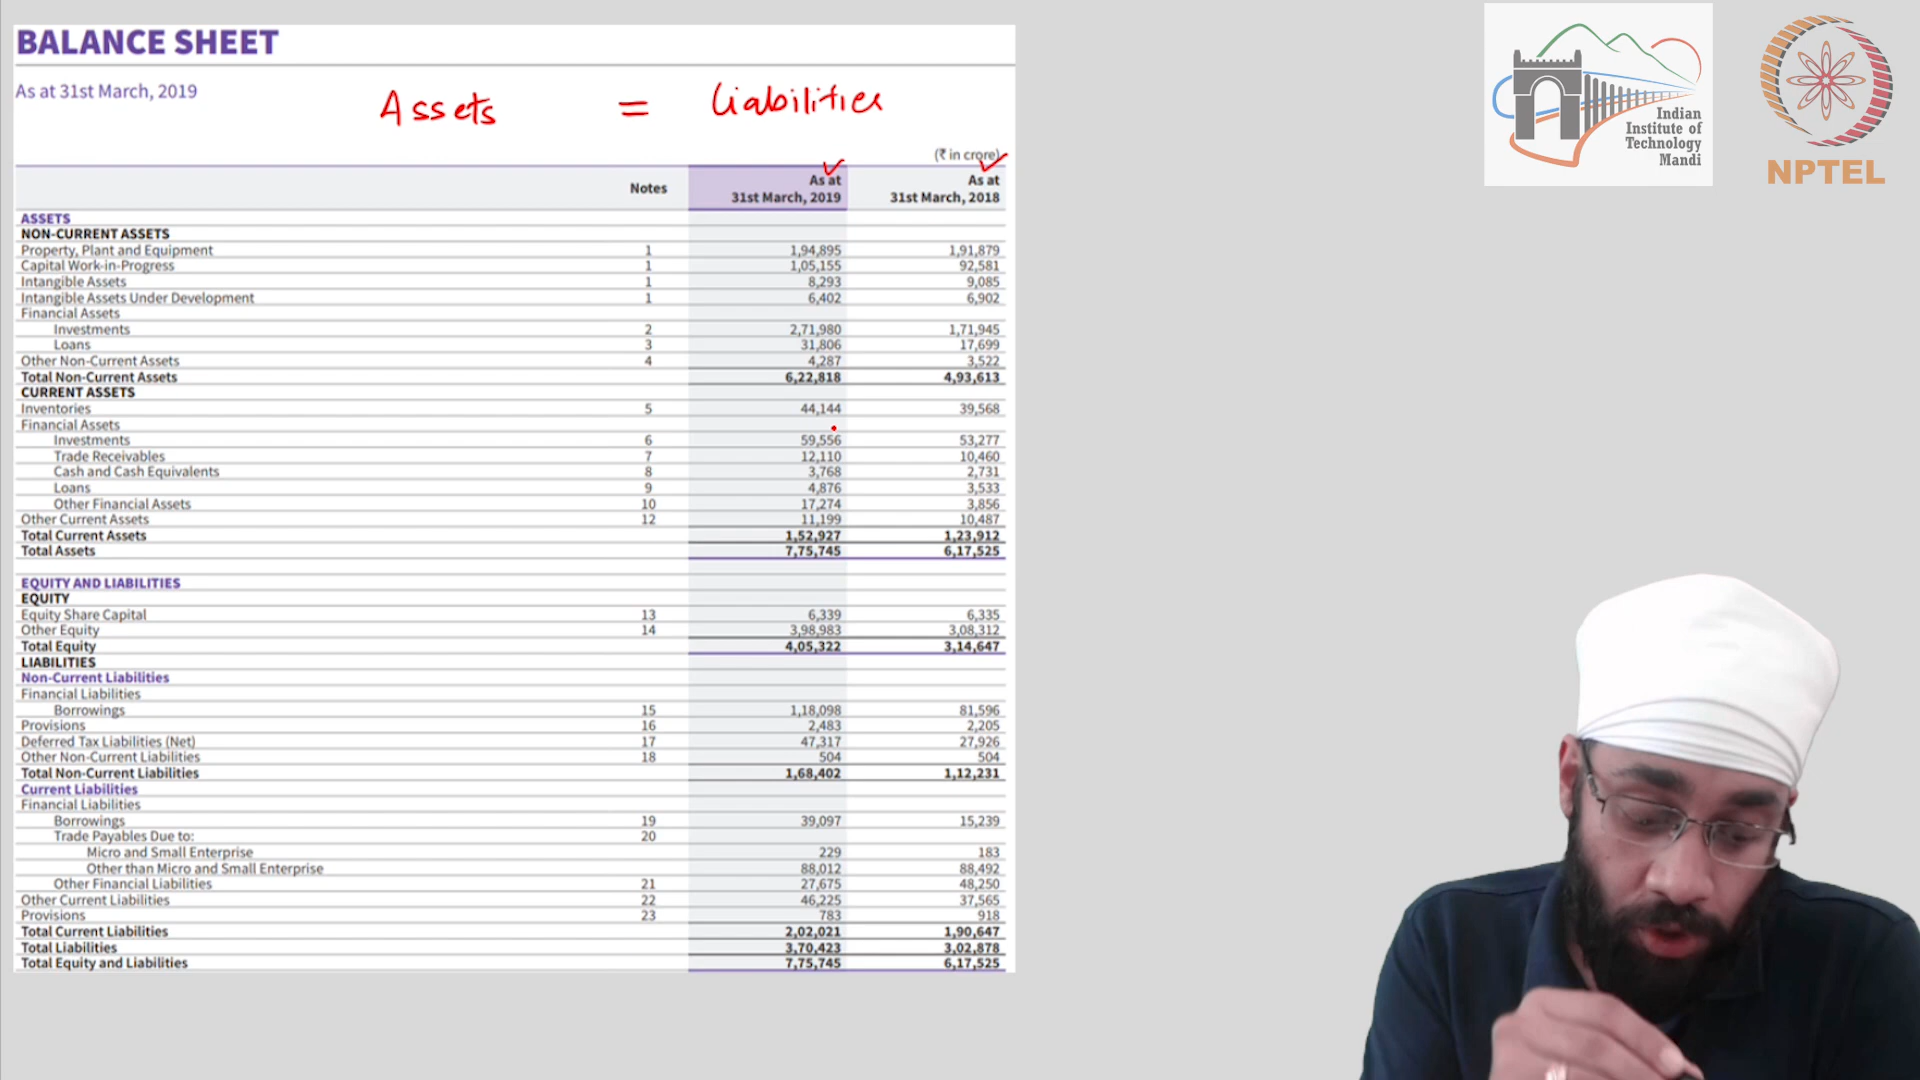 BALANCE SHEET
As at 31st March, 2019
Assets = Liabilities
(₹ in crore)
Notes As at 31st March, 2019 As at 31st March, 2018
ASSETS
NON-CURRENT ASSETS
Property, Plant and Equipment 1 1,94,895 1,91,879
Capital Work-in-Progress 1 1,05,155 92,581
Intangible Assets 1 8,293 9,085
Intangible Assets Under Development 1 6,402 6,902
Financial Assets
Investments 2 2,71,980 1,71,945
Loans 3 31,806 17,699
Other Non-Current Assets 4 4,287 3,522
Total Non-Current Assets 6,22,818 4,93,613
CURRENT ASSETS
Inventories 5 44,144 39,568
Financial Assets
Investments 6 59,556 53,277
Trade Receivables 7 12,110 10,460
Cash and Cash Equivalents 8 3,768 2,731
Loans 9 4,876 3,533
Other Financial Assets 10 17,274 3,856
Other Current Assets 12 11,199 10,487
Total Current Assets 1,52,927 1,23,912
Total Assets 7,75,745 6,17,525
EQUITY AND LIABILITIES
EQUITY
Equity Share Capital 13 6,339 6,335
Other Equity 14 3,98,983 3,08,312
Total Equity 4,05,322 3,14,647
LIABILITIES
Non-Current Liabilities
Financial Liabilities
Borrowings 15 1,18,098 81,596
Provisions 16 2,483 2,205
Deferred Tax Liabilities (Net) 17 47,317 27,926
Other Non-Current Liabilities 18 504 504
Total Non-Current Liabilities 1,68,402 1,12,231
Current Liabilities
Financial Liabilities
Borrowings 19 39,097 15,239
Trade Payables Due to: 20
Micro and Small Enterprise 229 183
Other than Micro and Small Enterprise 88,012 88,492
Other Financial Liabilities 21 27,675 48,250
Other Current Liabilities 22 46,225 37,565
Provisions 23 783 918
Total Current Liabilities 2,02,021 1,90,647
Total Liabilities 3,70,423 3,02,878
Total Equity and Liabilities 7,75,745 6,17,525
Indian
Institute of
Technology
Mandi
NPTEL